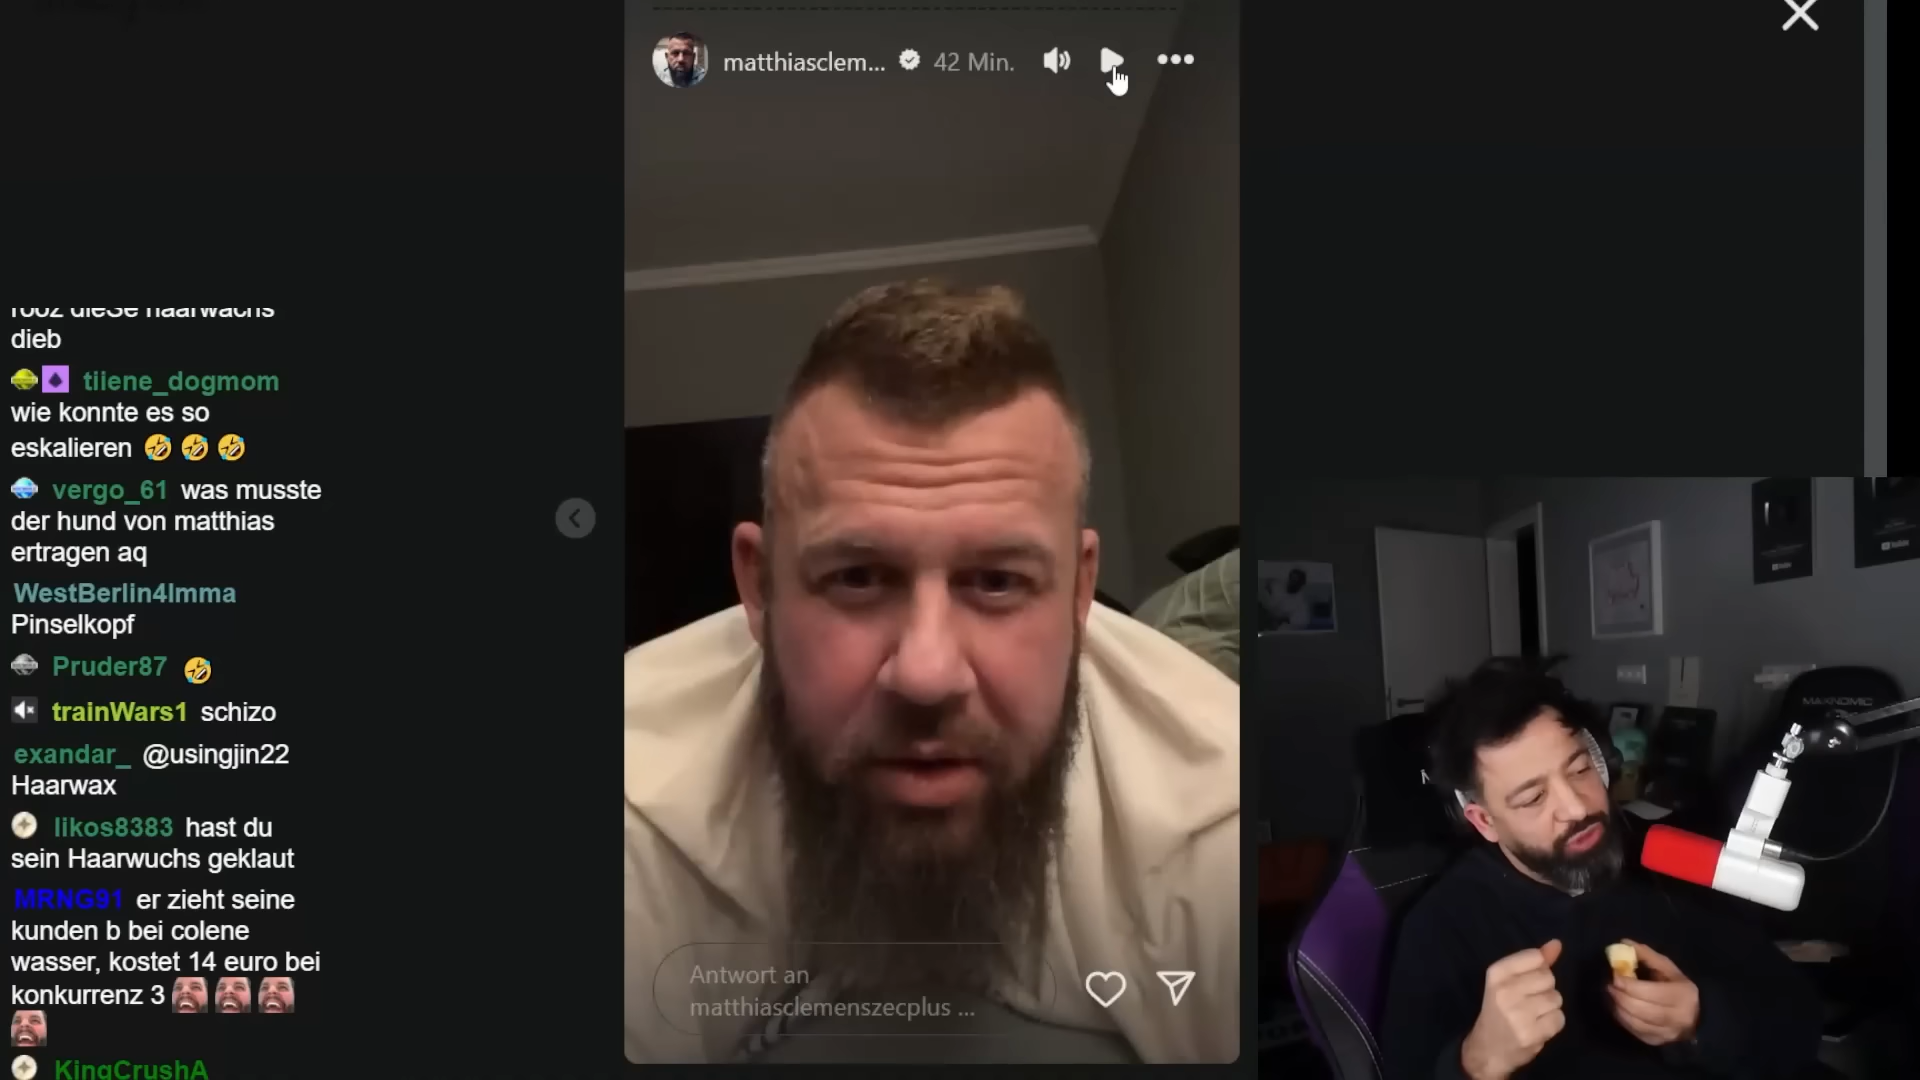 dieb
tiiene_dogmom
wie konnte es so
eskalieren 🤣 🤣 🤣
vergo_61 was musste
der hund von matthias
ertragen aq
WestBerlin4Imma
Pinselkopf
Pruder87 🤣
trainWars1 schizo
exandar_ @usingjin22
Haarwax
likos8383 hast du
sein Haarwuchs geklaut
MRNG91 er zieht seine
kunden b bei colene
wasser, kostet 14 euro bei
konkurrenz 3
KingCrushA
matthiasclem... 42 Min.
Antwort an
matthiasclemenszecplus ...
MAXNOMIC